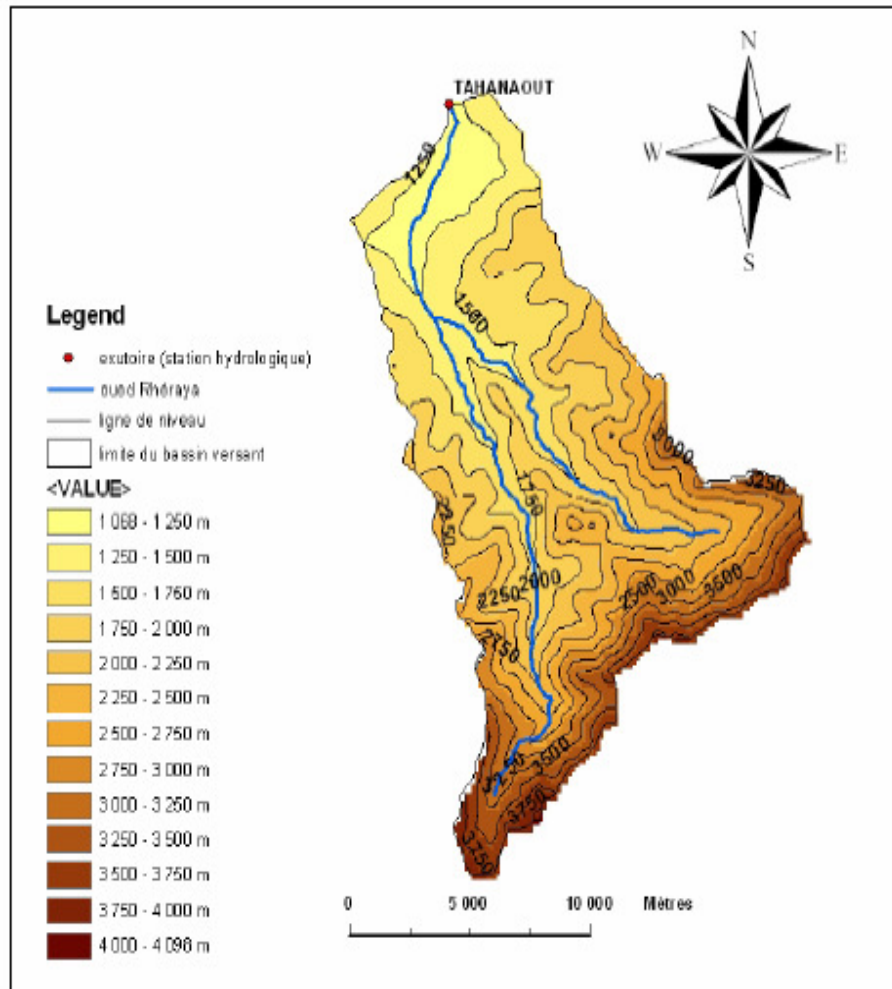 N
TAHANAOUT
1250
W
E
S
1500
Legend
exutoire (station hydrologique)
oued Rhéraya
ligne de niveau
limite du bassin versant
<VALUE>
3000
3250
1750
2250
1 068 - 1 250 m
1 250 - 1 500 m
1 500 - 1 750 m
1 750 - 2 000 m
2 000 - 2 250 m
2 250 - 2 500 m
2 500 - 2 750 m
2 750 - 3 000 m
3 000 - 3 250 m
3 250 - 3 500 m
3 500 - 3 750 m
3 750 - 4 000 m
4 000 - 4 098 m
2250
2000
2500
3000
3500
3500
3750
0
5 000
10 000
Mètres